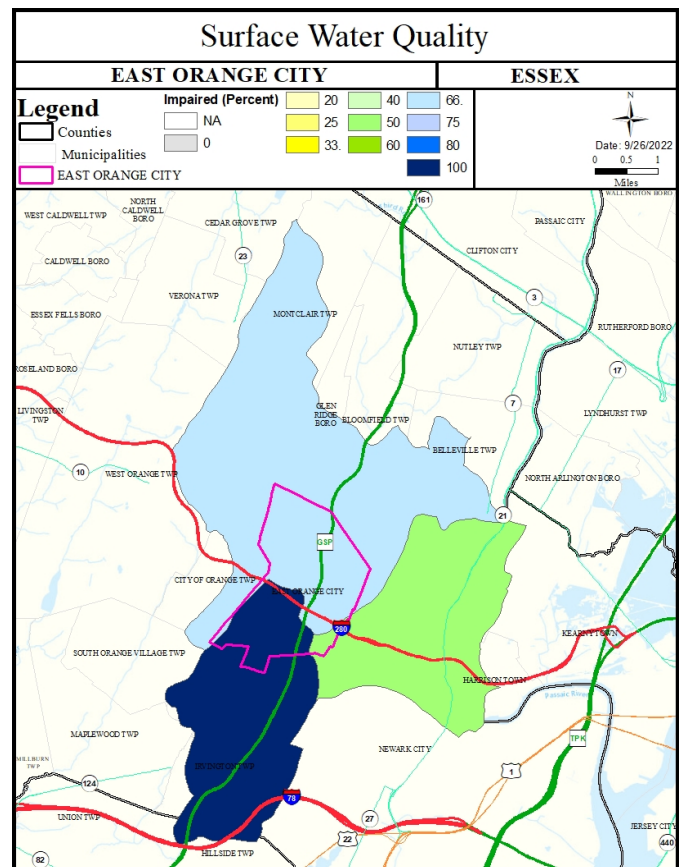 Surface Water Quality
EAST ORANGE CITY
ESSEX
Legend
Counties
Municipalities
EAST ORANGE CITY
Impaired (Percent)
NA
0
20
25
33.
40
50
60
66.
75
80
100
N
Date: 9/26/2022
0 0.5 1
Miles
WALLINGTON BORO
161
WEST CALDWELL TWP
NORTH
CALDWELL
BORO
CEDAR GROVE TWP
PASSAIC CITY
CLIFTON CITY
23
CALDWELL BORO
VERONA TWP
3
ESSEX FELLS BORO
MONTCLAIR TWP
RUTHERFORD BORO
NUTLEY TWP
ROSELAND BORO
17
7
LIVINGSTON
TWP
GLEN
RIDGE
BORO
BLOOMFIELD TWP
LYNDHURST TWP
BELLEVILLE TWP
10
WEST ORANGE TWP
NORTH ARLINGTON BORO
21
GSP
CITY OF ORANGE TWP
EAST ORANGE CITY
280
KEARNY TOWN
SOUTH ORANGE VILLAGE TWP
HARRISON TOWN
Passaic River
MAPLEWOOD TWP
TPK
NEWARK CITY
MILLBURN
TWP
IRVINGTON TWP
1
124
78
UNION TWP
27
22
JERSEY CITY
440
HILLSIDE TWP
82